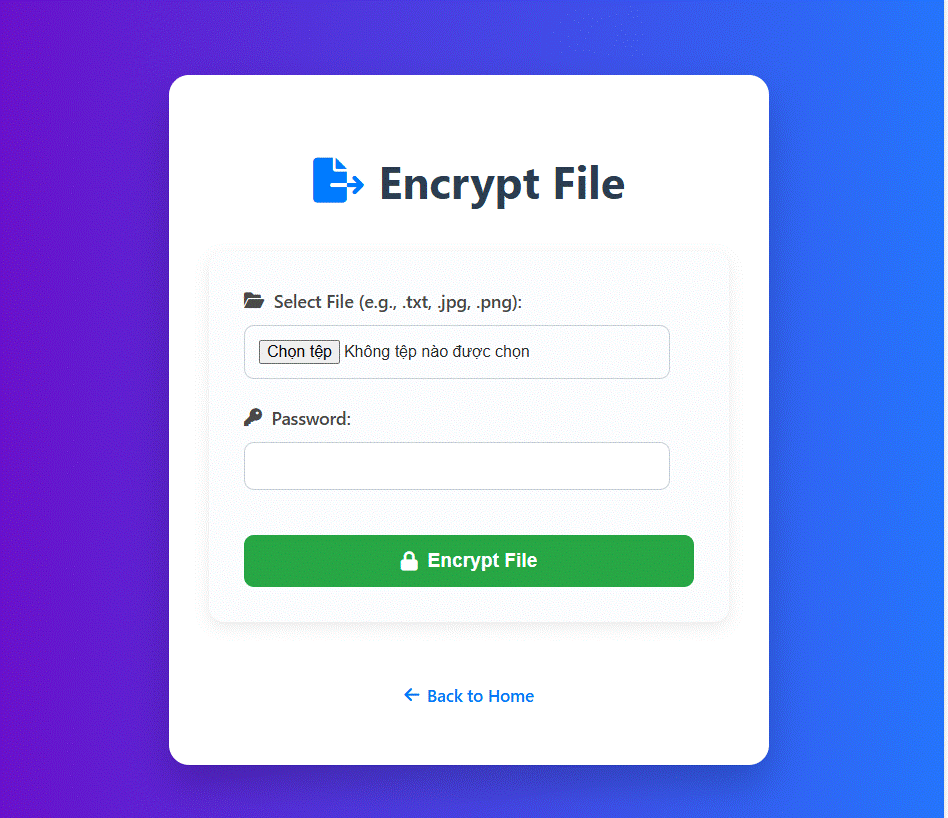 Encrypt File
Select File (e.g., .txt, .jpg, .png):
Chọn tệp Không tệp nào được chọn
Password:
Encrypt File
Back to Home